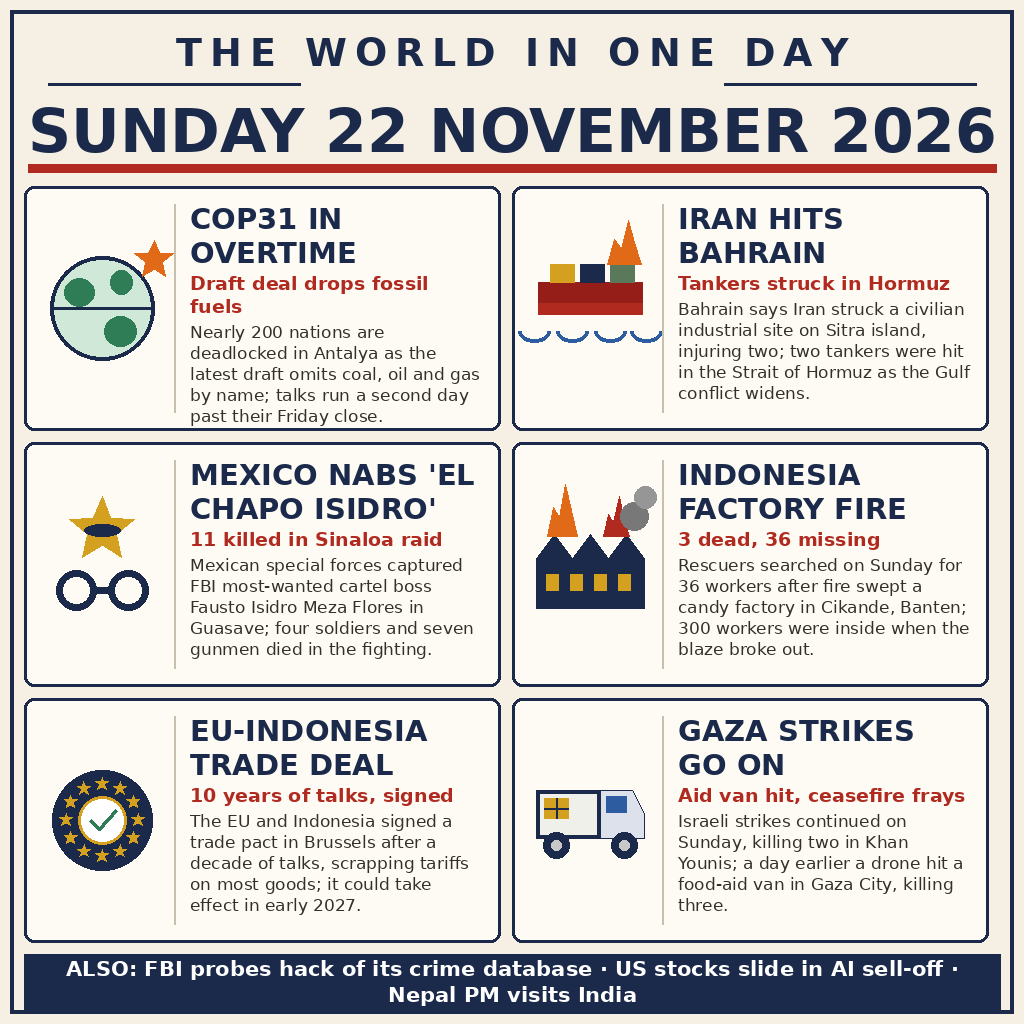 THE WORLD IN ONE DAY
SUNDAY 22 NOVEMBER 2026
COP31 IN
OVERTIME
Draft deal drops fossil
fuels
Nearly 200 nations are
deadlocked in Antalya as the
latest draft omits coal, oil and gas
by name; talks run a second day
past their Friday close.
IRAN HITS
BAHRAIN
Tankers struck in Hormuz
Bahrain says Iran struck a civilian
industrial site on Sitra island,
injuring two; two tankers were hit
in the Strait of Hormuz as the Gulf
conflict widens.
MEXICO NABS 'EL
CHAPO ISIDRO'
11 killed in Sinaloa raid
Mexican special forces captured
FBI most-wanted cartel boss
Fausto Isidro Meza Flores in
Guasave; four soldiers and seven
gunmen died in the fighting.
INDONESIA
FACTORY FIRE
3 dead, 36 missing
Rescuers searched on Sunday for
36 workers after fire swept a
candy factory in Cikande, Banten;
300 workers were inside when the
blaze broke out.
EU-INDONESIA
TRADE DEAL
10 years of talks, signed
The EU and Indonesia signed a
trade pact in Brussels after a
decade of talks, scrapping tariffs
on most goods; it could take
effect in early 2027.
GAZA STRIKES
GO ON
Aid van hit, ceasefire frays
Israeli strikes continued on
Sunday, killing two in Khan
Younis; a day earlier a drone hit a
food-aid van in Gaza City, killing
three.
ALSO: FBI probes hack of its crime database · US stocks slide in AI sell-off ·
Nepal PM visits India